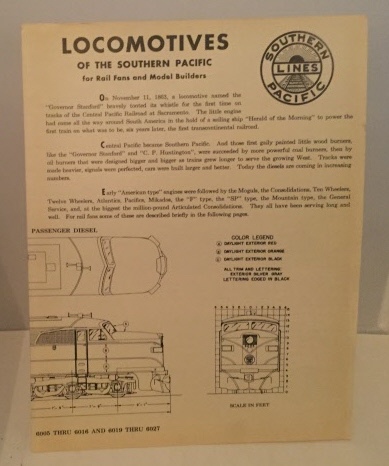 LOCOMOTIVES
OF THE SOUTHERN PACIFIC
for Rail Fans and Model Builders
SOUTHERN
LINES
PACIFIC
On November 11, 1863, a locomotive named the
"Governor Stanford" bravely tooted its whistle for the first time on
tracks of the Central Pacific Railroad at Sacramento. The little engine
had come all the way around South America in the hold of a sailing ship "Herald of the Morning" to power the
first train on what was to be, six years later, the first transcontinental railroad.
Central Pacific became Southern Pacific. And those first gaily painted little wood burners,
like the "Governor Stanford" and "C. P. Huntington", were succeeded by more powerful coal burners, then by
oil burners that were designed bigger and bigger as trains grew longer to serve the growing West. Tracks were
made heavier, signals were perfected, cars were built larger and better. Today the diesels are coming in increasing
numbers.
Early "American type" engines were followed by the Moguls, the Consolidations, Ten Wheelers,
Twelve Wheelers, Atlantics, Pacifics, Mikados, the "F" type, the "SP" type, the Mountain type, the General
Service, and, as the biggest the million-pound Articulated Consolidations. They all have been serving long and
well. For rail fans some of these are described briefly in the following pages.
PASSENGER DIESEL
COLOR LEGEND
DAYLIGHT EXTERIOR RED
DAYLIGHT EXTERIOR ORANGE
DAYLIGHT EXTERIOR BLACK
ALL TRIM AND LETTERING
EXTERIOR SILVER GRAY
LETTERING EDGED IN BLACK
SCALE IN FEET
6005 THRU 6016 AND 6019 THRU 6027